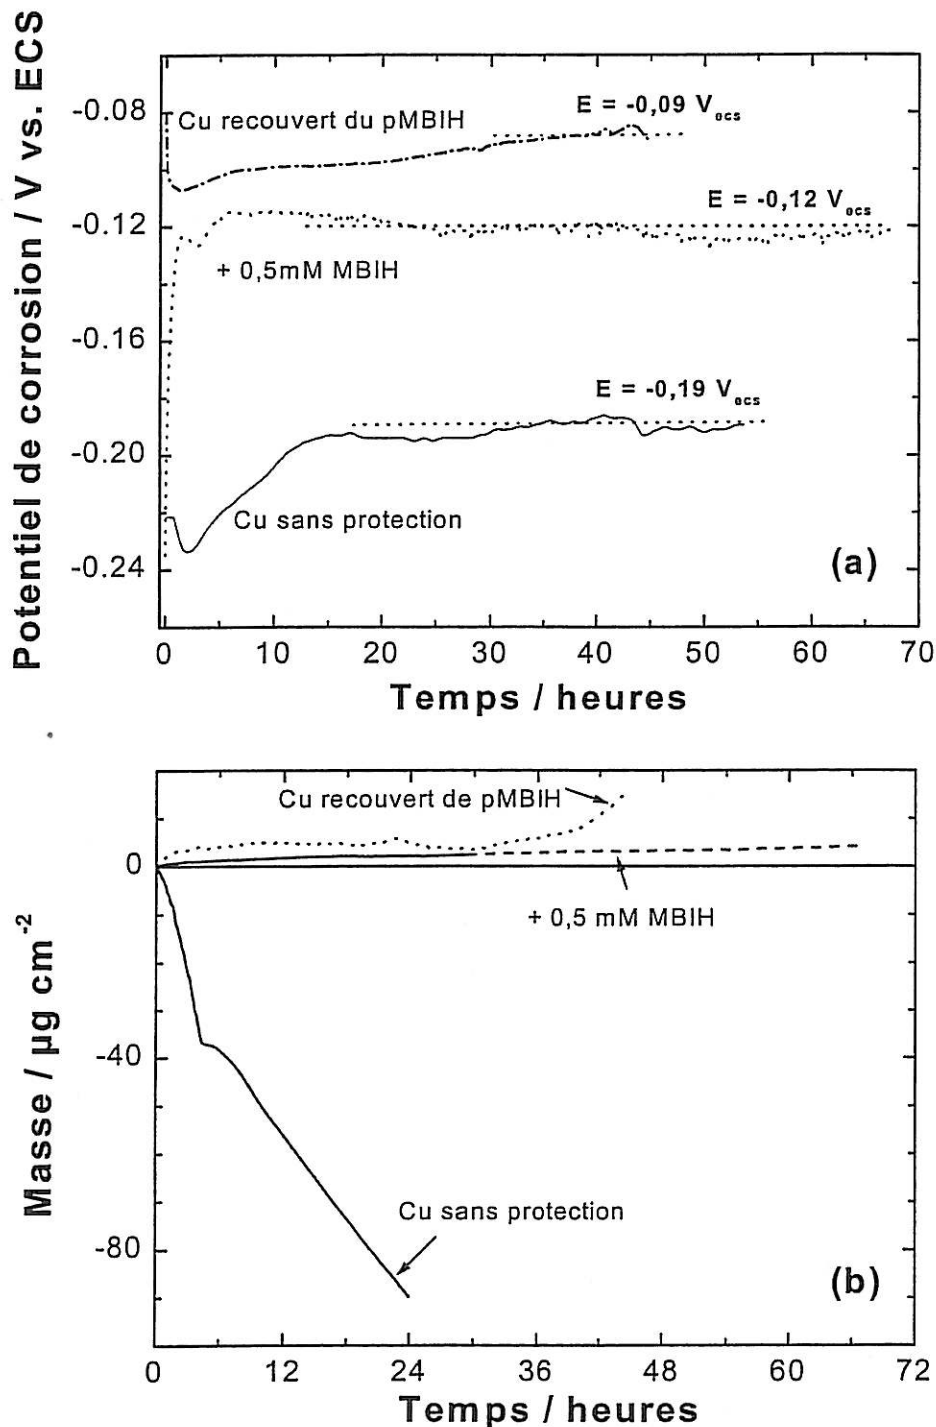 Potentiel de corrosion / V vs. ECS
-0.08
-0.12
-0.16
-0.20
-0.24
Cu recouvert du pMBIH
E = -0,09 Vecs
E = -0,12 Vecs
+ 0,5mM MBIH
E = -0,19 Vecs
Cu sans protection
(a)
0 10 20 30 40 50 60 70
Temps / heures
Masse / µg cm-2
0
-40
-80
Cu recouvert de pMBIH
+ 0,5 mM MBIH
Cu sans protection
(b)
0 12 24 36 48 60 72
Temps / heures